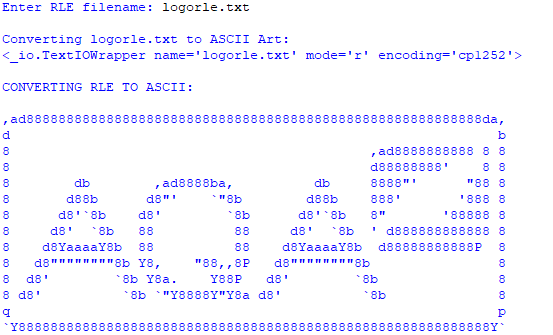 Enter RLE filename: logorle.txt
Converting logorle.txt to ASCII Art:
<_io.TextIOWrapper name='logorle.txt' mode='r' encoding='cp1252'>
CONVERTING RLE TO ASCII:
,ad88888888888888888888888888888888888888888888888888888888da,
d                                                            b
8                                            ,ad8888888888 8 8
8                                            d88888888'    8 8
8        db        ,ad8888ba,          db     8888"'      "88 8
8       d88b      d8"'    `"8b        d88b    888'       '888 8
8      d8'`8b    d8'        `8b      d8'`8b   8"       '88888 8
8     d8'  `8b   88          88     d8'  `8b  ' d888888888888 8
8    d8YaaaaY8b  88          88    d8YaaaaY8b  d88888888888P  8
8   d8""""""""8b Y8,    "88,,8P   d8""""""""8b                8
8  d8'        `8b Y8a.    Y88P   d8'        `8b               8
8 d8'          `8b `"Y8888Y"Y8a d8'          `8b              8
q                                                            p
`Y88888888888888888888888888888888888888888888888888888888Y`